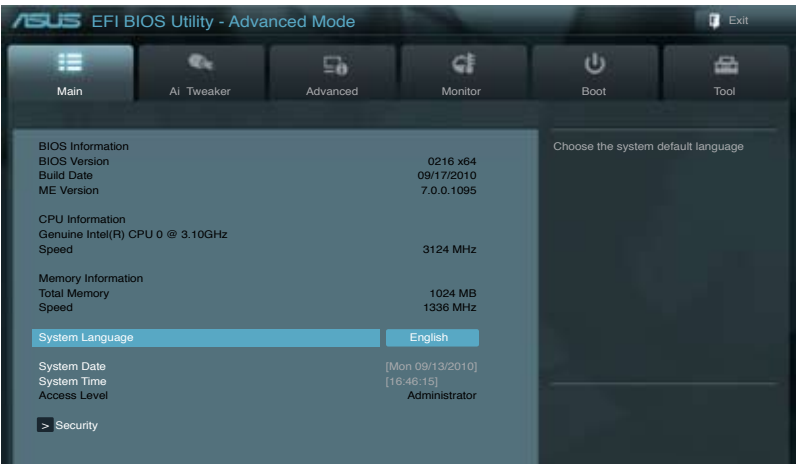 ASUS EFI BIOS Utility - Advanced Mode
Exit
Main
Ai Tweaker
Advanced
Monitor
Boot
Tool
BIOS Information
BIOS Version 0216 x64
Build Date 09/17/2010
ME Version 7.0.0.1095
CPU Information
Genuine Intel(R) CPU 0 @ 3.10GHz
Speed 3124 MHz
Memory Information
Total Memory 1024 MB
Speed 1336 MHz
System Language English
System Date [Mon 09/13/2010]
System Time [16:46:15]
Access Level Administrator
> Security
Choose the system default language